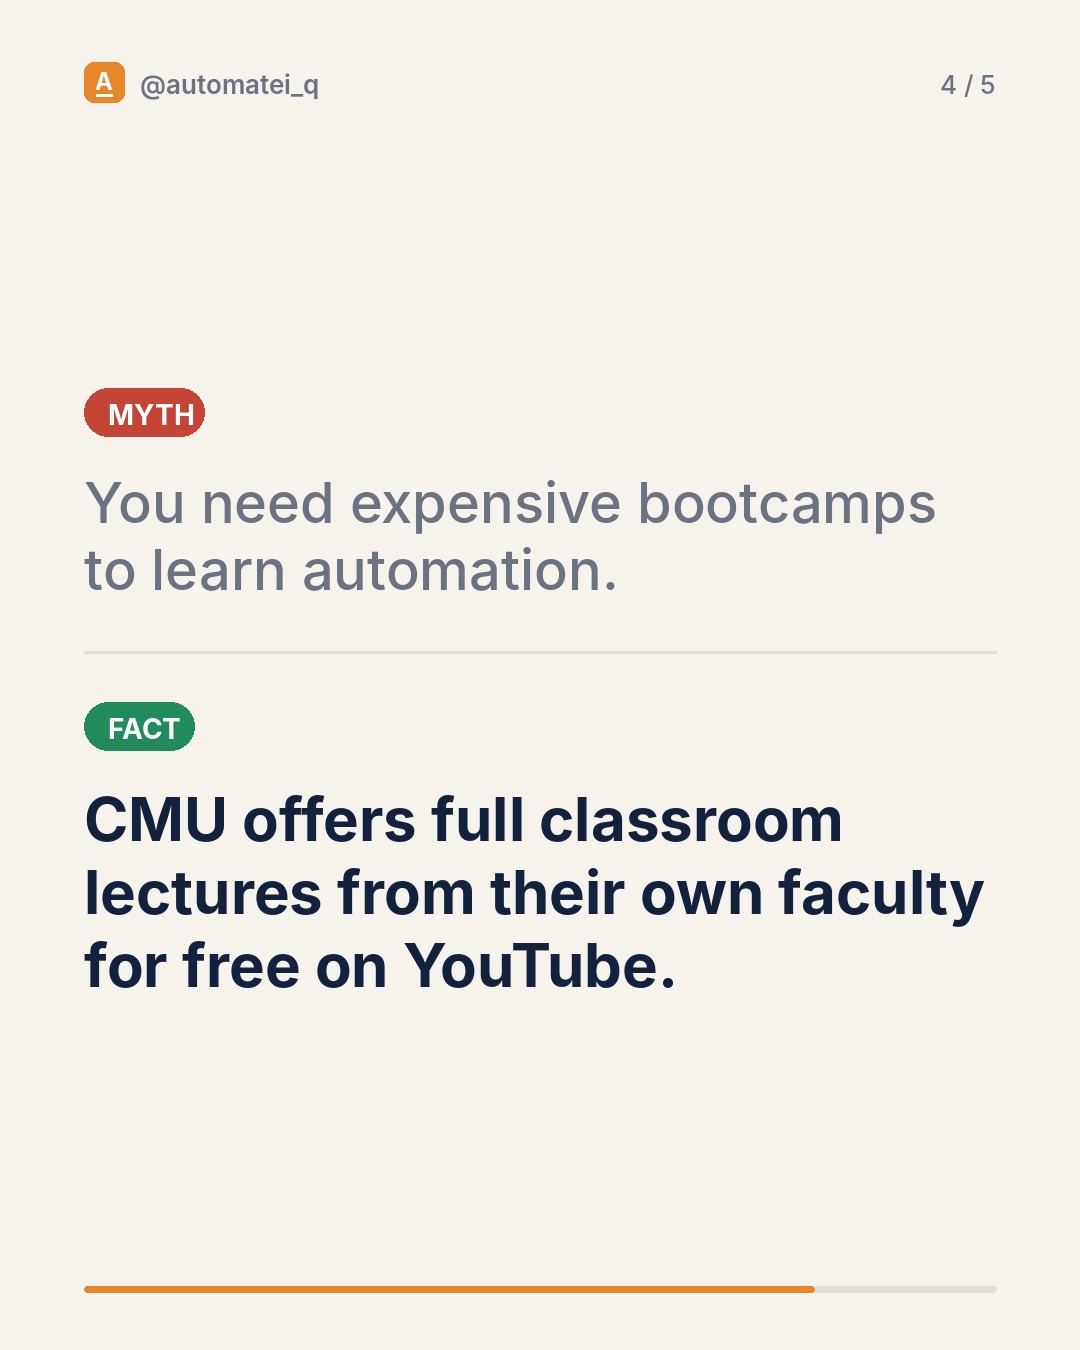 A @automatei_q
4 / 5
MYTH
You need expensive bootcamps
to learn automation.
FACT
CMU offers full classroom
lectures from their own faculty
for free on YouTube.